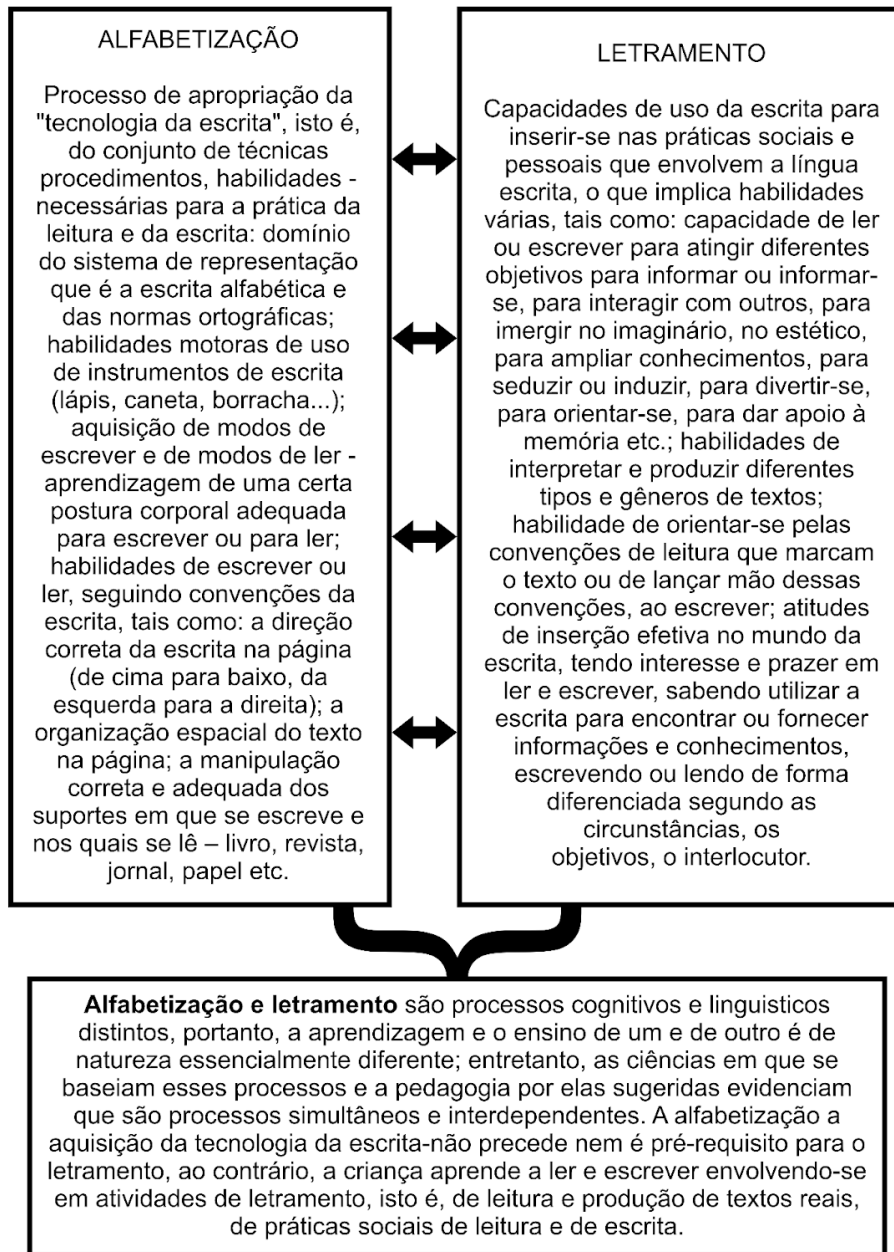 ALFABETIZAÇÃO
Processo de apropriação da
"tecnologia da escrita", isto é,
do conjunto de técnicas
procedimentos, habilidades -
necessárias para a prática da
leitura e da escrita: domínio
do sistema de representação
que é a escrita alfabética e
das normas ortográficas;
habilidades motoras de uso
de instrumentos de escrita
(lápis, caneta, borracha...);
aquisição de modos de
escrever e de modos de ler -
aprendizagem de uma certa
postura corporal adequada
para escrever ou para ler;
habilidades de escrever ou
ler, seguindo convenções da
escrita, tais como: a direção
correta da escrita na página
(de cima para baixo, da
esquerda para a direita); a
organização espacial do texto
na página; a manipulação
correta e adequada dos
suportes em que se escreve e
nos quais se lê – livro, revista,
jornal, papel etc.
LETRAMENTO
Capacidades de uso da escrita para
inserir-se nas práticas sociais e
pessoais que envolvem a língua
escrita, o que implica habilidades
várias, tais como: capacidade de ler
ou escrever para atingir diferentes
objetivos para informar ou informar-
se, para interagir com outros, para
imergir no imaginário, no estético,
para ampliar conhecimentos, para
seduzir ou induzir, para divertir-se,
para orientar-se, para dar apoio à
memória etc.; habilidades de
interpretar e produzir diferentes
tipos e gêneros de textos;
habilidade de orientar-se pelas
convenções de leitura que marcam
o texto ou de lançar mão dessas
convenções, ao escrever; atitudes
de inserção efetiva no mundo da
escrita, tendo interesse e prazer em
ler e escrever, sabendo utilizar a
escrita para encontrar ou fornecer
informações e conhecimentos,
escrevendo ou lendo de forma
diferenciada segundo as
circunstâncias, os
objetivos, o interlocutor.
Alfabetização e letramento são processos cognitivos e linguisticos
distintos, portanto, a aprendizagem e o ensino de um e de outro é de
natureza essencialmente diferente; entretanto, as ciências em que se
baseiam esses processos e a pedagogia por elas sugeridas evidenciam
que são processos simultâneos e interdependentes. A alfabetização a
aquisição da tecnologia da escrita-não precede nem é pré-requisito para o
letramento, ao contrário, a criança aprende a ler e escrever envolvendo-se
em atividades de letramento, isto é, de leitura e produção de textos reais,
de práticas sociais de leitura e de escrita.